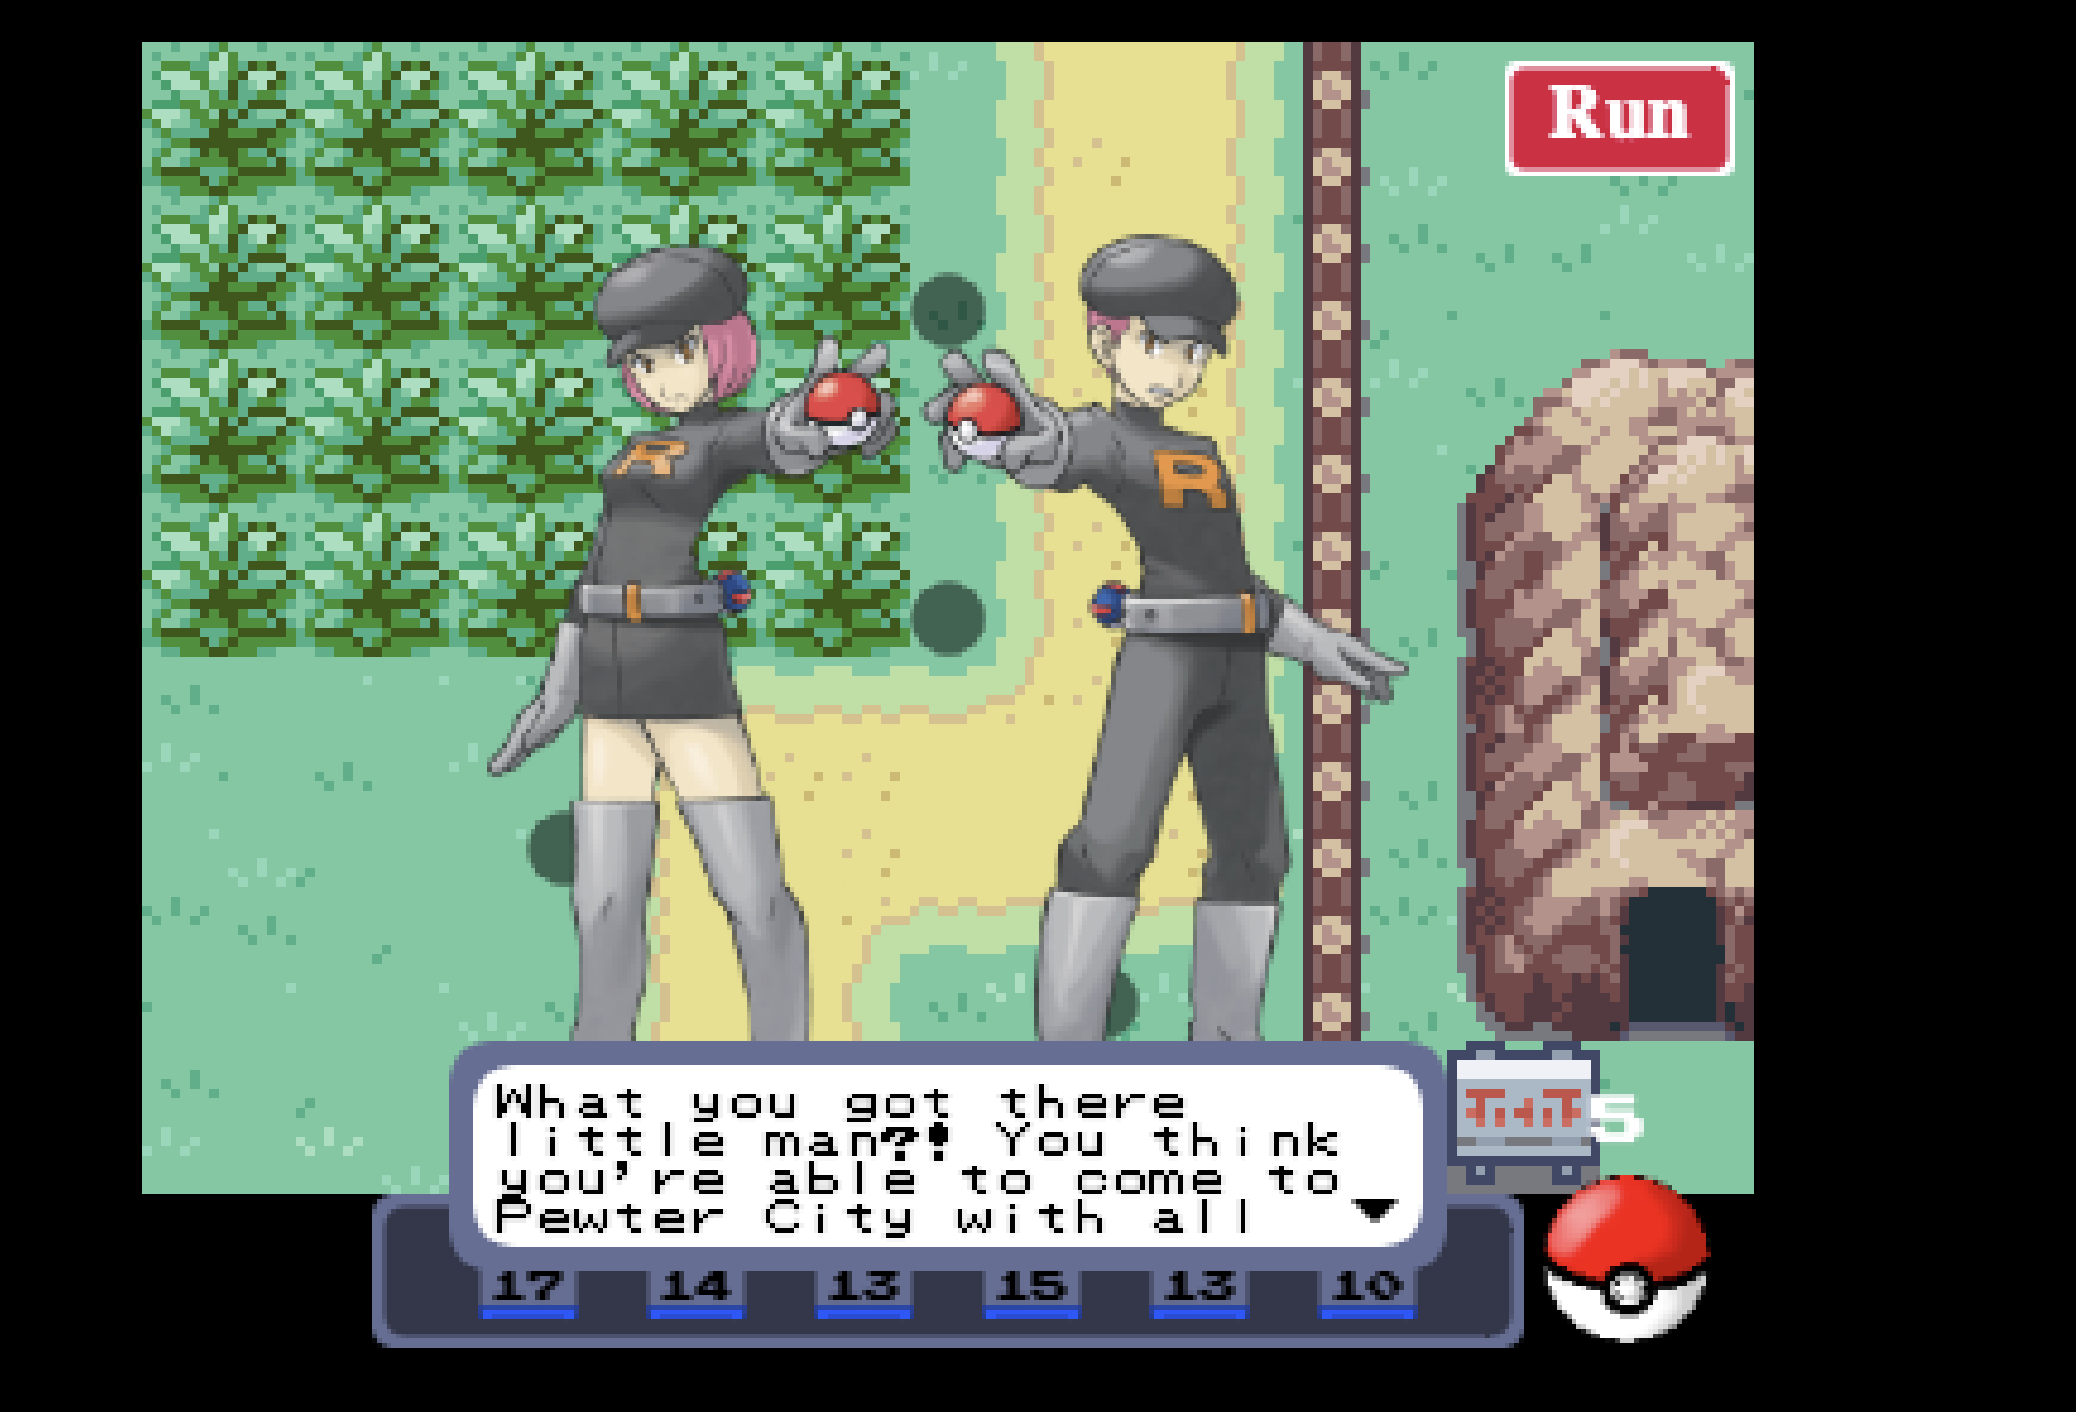 Run
R
R
What you got there
little man?! You think
you're able to come to
Pewter City with all
5
17 14 13 15 13 10